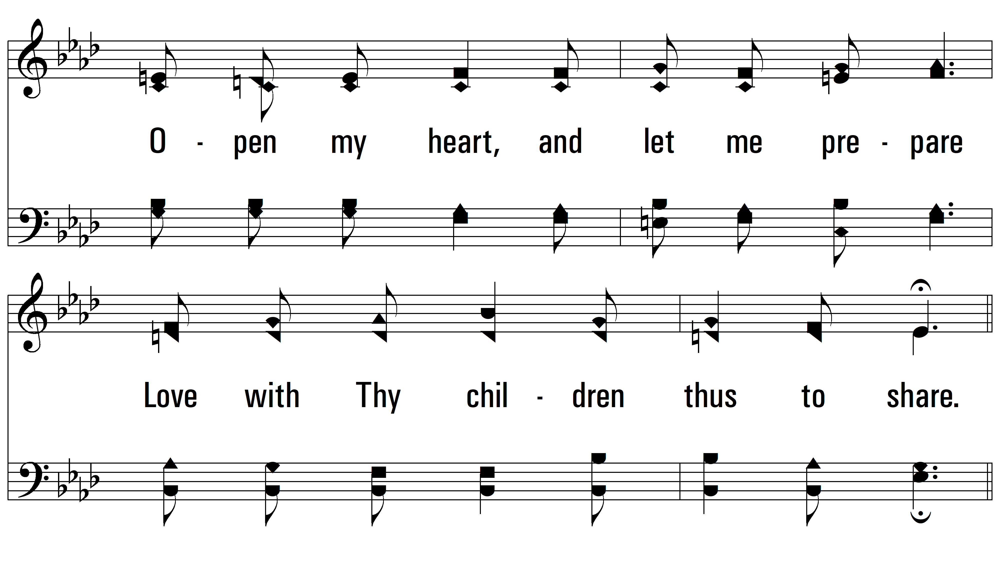 O - pen my heart, and let me pre - pare
Love with Thy chil - dren thus to share.